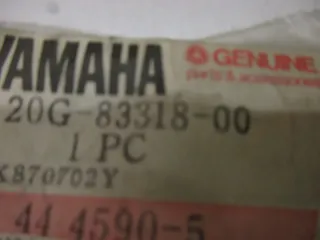 YAMAHA
GENUINE
parts & accessories
20G-83318-00
1 PC
K870702Y
44 4590-5